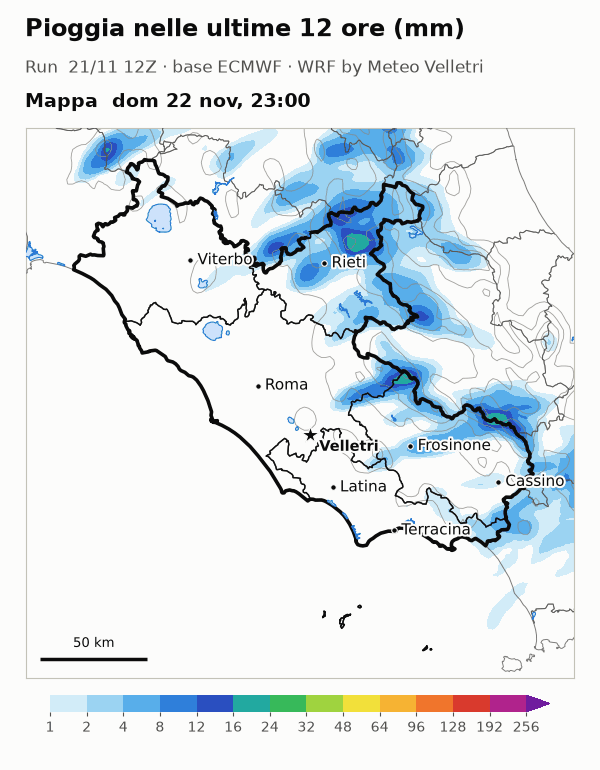 Pioggia nelle ultime 12 ore (mm)
Run 21/11 12Z · base ECMWF · WRF by Meteo Velletri
Mappa dom 22 nov, 23:00
Viterbo
Rieti
Roma
Velletri
Frosinone
Latina
Cassino
Terracina
50 km
1 2 4 8 12 16 24 32 48 64 96 128 192 256